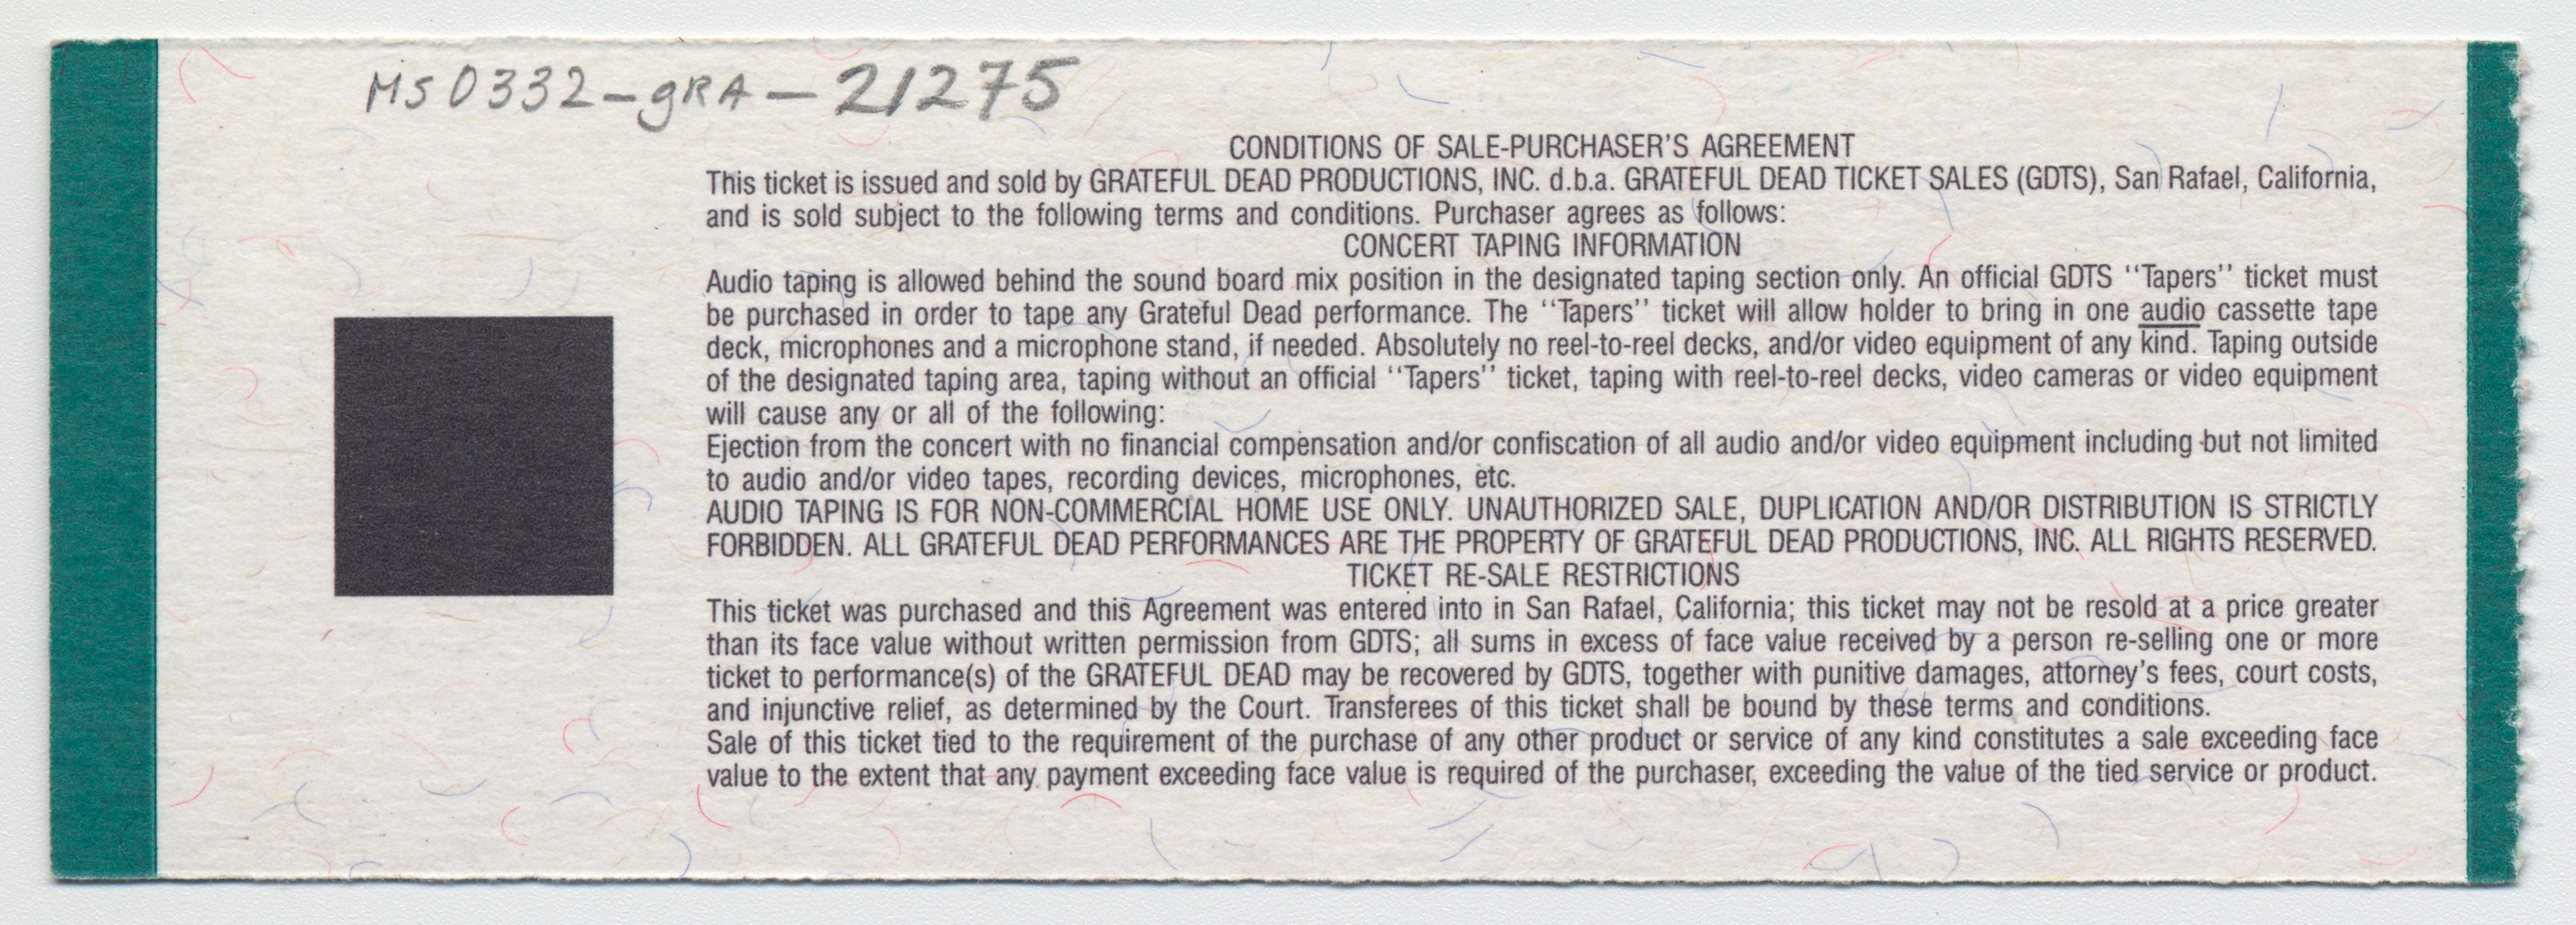 MS0332-gRA-21275
CONDITIONS OF SALE-PURCHASER'S AGREEMENT
This ticket is issued and sold by GRATEFUL DEAD PRODUCTIONS, INC. d.b.a. GRATEFUL DEAD TICKET SALES (GDTS), San Rafael, California,
and is sold subject to the following terms and conditions. Purchaser agrees as follows:
CONCERT TAPING INFORMATION
Audio taping is allowed behind the sound board mix position in the designated taping section only. An official GDTS ''Tapers'' ticket must
be purchased in order to tape any Grateful Dead performance. The ''Tapers'' ticket will allow holder to bring in one audio cassette tape
deck, microphones and a microphone stand, if needed. Absolutely no reel-to-reel decks, and/or video equipment of any kind. Taping outside
of the designated taping area, taping without an official ''Tapers'' ticket, taping with reel-to-reel decks, video cameras or video equipment
will cause any or all of the following:
Ejection from the concert with no financial compensation and/or confiscation of all audio and/or video equipment including but not limited
to audio and/or video tapes, recording devices, microphones, etc.
AUDIO TAPING IS FOR NON-COMMERCIAL HOME USE ONLY. UNAUTHORIZED SALE, DUPLICATION AND/OR DISTRIBUTION IS STRICTLY
FORBIDDEN. ALL GRATEFUL DEAD PERFORMANCES ARE THE PROPERTY OF GRATEFUL DEAD PRODUCTIONS, INC. ALL RIGHTS RESERVED.
TICKET RE-SALE RESTRICTIONS
This ticket was purchased and this Agreement was entered into in San Rafael, California; this ticket may not be resold at a price greater
than its face value without written permission from GDTS; all sums in excess of face value received by a person re-selling one or more
ticket to performance(s) of the GRATEFUL DEAD may be recovered by GDTS, together with punitive damages, attorney's fees, court costs,
and injunctive relief, as determined by the Court. Transferees of this ticket shall be bound by these terms and conditions.
Sale of this ticket tied to the requirement of the purchase of any other product or service of any kind constitutes a sale exceeding face
value to the extent that any payment exceeding face value is required of the purchaser, exceeding the value of the tied service or product.